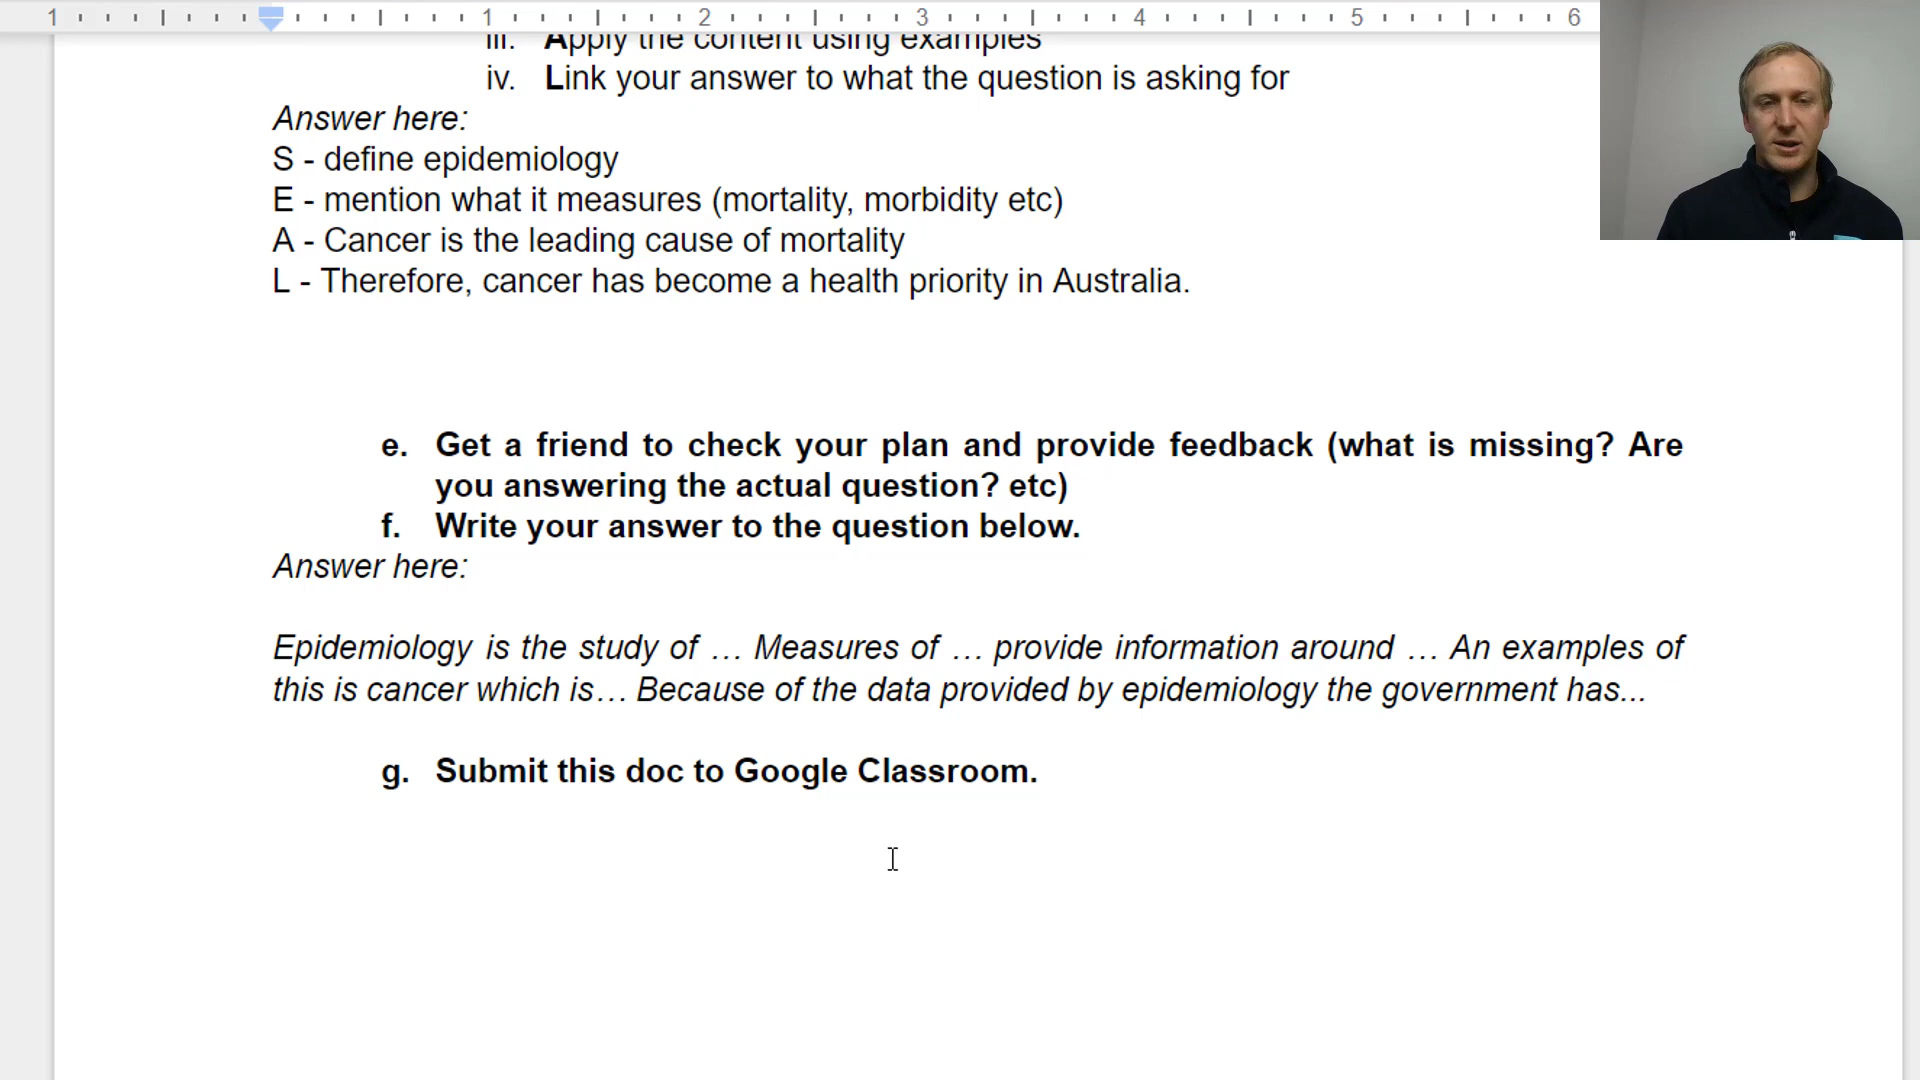 1 1 2 3 4 5 6
iii. Apply the content using examples
iv. Link your answer to what the question is asking for
Answer here:
S - define epidemiology
E - mention what it measures (mortality, morbidity etc)
A - Cancer is the leading cause of mortality
L - Therefore, cancer has become a health priority in Australia.
e. Get a friend to check your plan and provide feedback (what is missing? Are
you answering the actual question? etc)
f. Write your answer to the question below.
Answer here:
Epidemiology is the study of … Measures of … provide information around … An examples of
this is cancer which is… Because of the data provided by epidemiology the government has...
g. Submit this doc to Google Classroom.